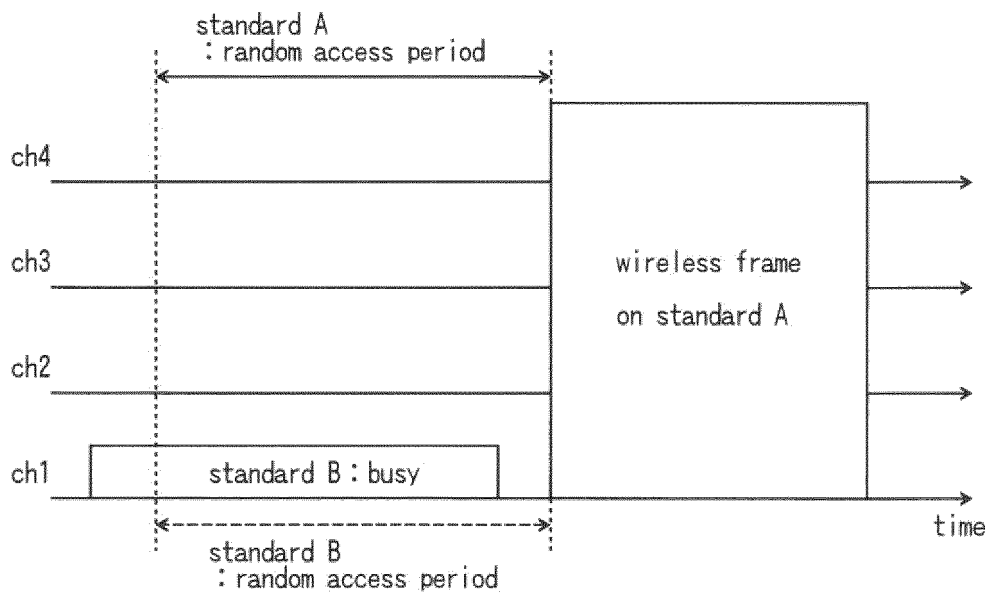 standard A
: random access period
ch4
ch3
wireless frame
on standard A
ch2
ch1
standard B : busy
time
standard B
: random access period